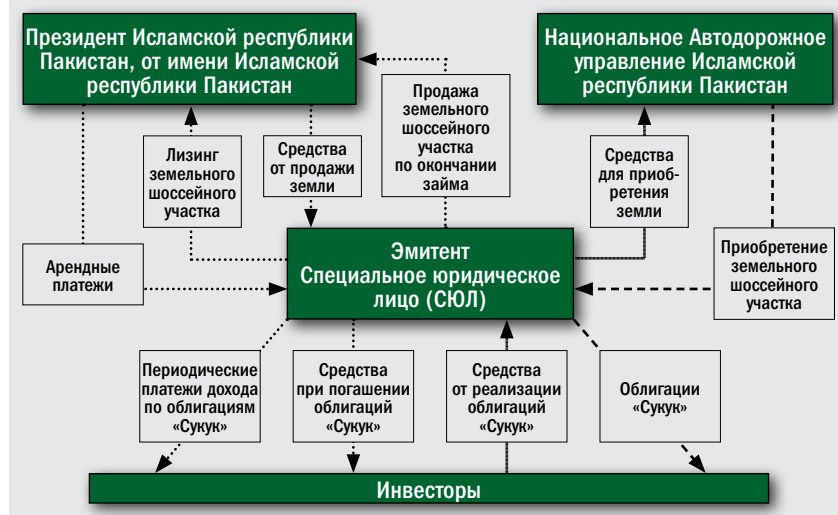 Президент Исламской республики
Пакистан, от имени Исламской
республики Пакистан
Национальное Автодорожное
управление Исламской
республики Пакистан
Лизинг
земельного
шоссейного
участка
Средства
от продажи
земли
Продажа
земельного
шоссейного
участка
по окончании
займа
Средства
для приоб-
ретения
земли
Арендные
платежи
Эмитент
Специальное юридическое
лицо (СЮЛ)
Приобретение
земельного
шоссейного
участка
Периодические
платежи дохода
по облигациям
«Сукук»
Средства
при погашении
облигаций
«Сукук»
Средства
от реализации
облигаций
«Сукук»
Облигации
«Сукук»
Инвесторы